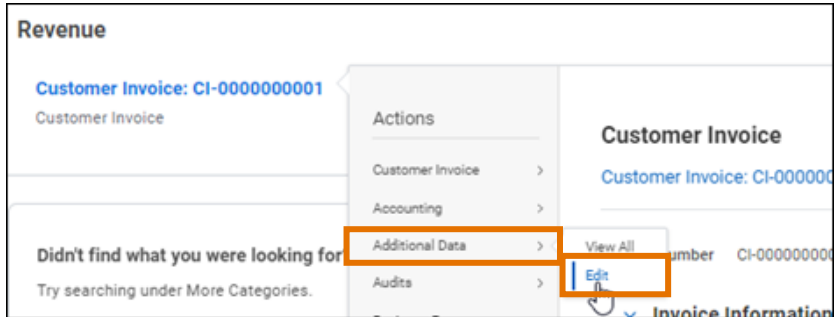 Revenue
Customer Invoice: CI-0000000001
Customer Invoice
Actions
Customer Invoice
Accounting
Additional Data
Audits
View All
Edit
Customer Invoice
Customer Invoice: CI-000000
umber CI-000000000
Invoice Information
Didn't find what you were looking for
Try searching under More Categories.